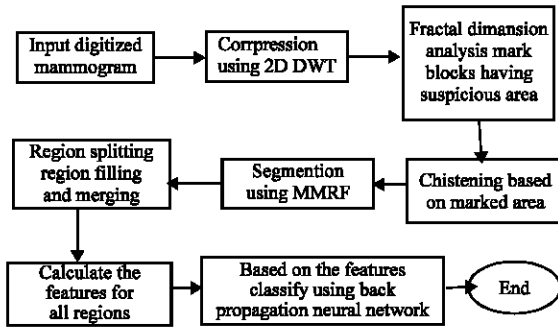 Input digitized
mammogram
Corrpression
using 2D DWT
Fractal dimansion
analysis mark
blocks having
suspicious area
Chistening based
on marked area
Segmention
using MMRF
Region splitting
region filling
and merging
Calculate the
features for
all regions
Based on the features
classify using back
propagation neural network
End